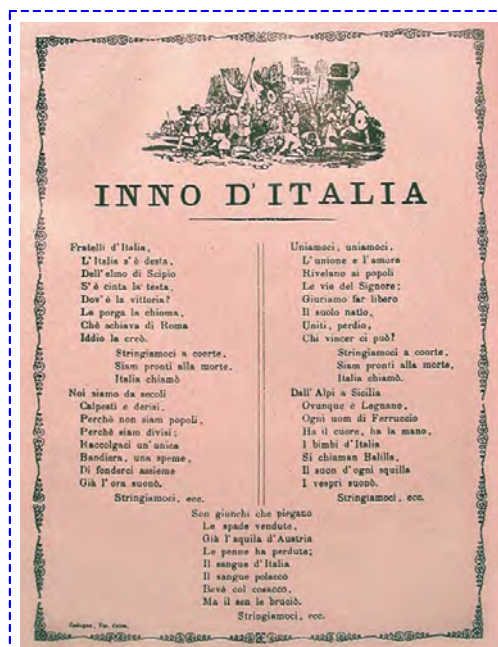 INNO D'ITALIA
Fratelli d'Italia,
L'Italia s'è desta,
Dell'elmo di Scipio
S'è cinta la testa,
Dov'è la vittoria?
Le porga la chioma,
Chè schiava di Roma
Iddio la creò.
Stringiamoci a coorte,
Siam pronti alla morte,
Italia chiamò
Noi siamo da secoli
Calpesti e derisi,
Perchè non siam popoli,
Perchè siam divisi;
Raccolgaci un'unica
Bandiera, una speme,
Di fonderci assieme
Già l'ora suonò.
Stringiamoci, ecc.
Uniamoci, uniamoci,
L'unione e l'amore
Rivelano ai popoli
Le vie del Signore;
Giuriamo far libero
Il suolo natìo,
Uniti, perdio,
Chi vincer ci può?
Stringiamoci a coorte,
Siam pronti alla morte,
Italia chiamò.
Dall'Alpi a Sicilia
Ovunque è Legnano,
Ogni uom di Ferruccio
Ha il cuore, ha la mano,
I bimbi d'Italia
Si chiaman Balilla,
Il suon d'ogni squilla
I vespri suonò.
Stringiamoci, ecc.
Son giunchi che piegano
Le spade vendute,
Già l'aquila d'Austria
Le penne ha perdute;
Il sangue d'Italia
Il sangue polacco
Bevè col cosacco,
Ma il sen le bruciò.
Stringiamoci, ecc.
Codogno, Tip. Cairo.